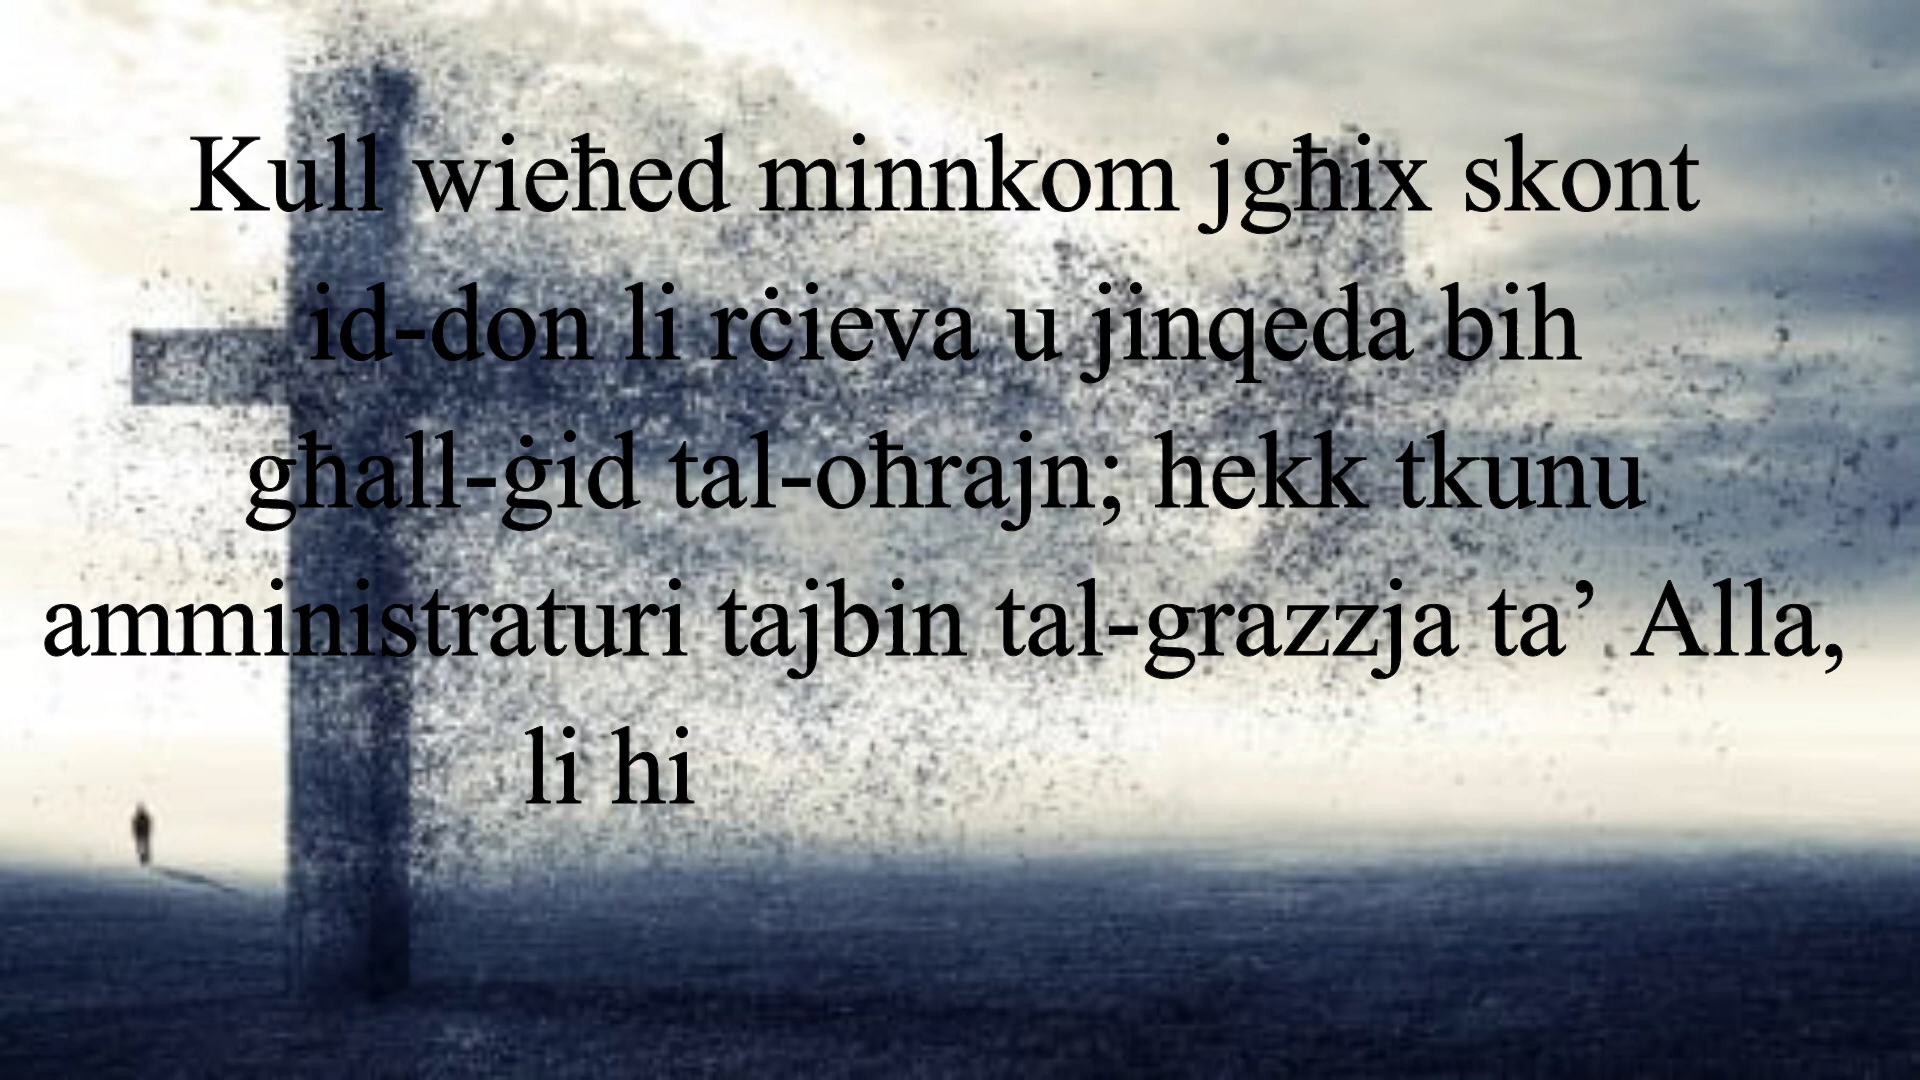 Kull wieħed minnkom jgħix skont
id-don li rċieva u jinqeda bih
għall-ġid tal-oħrajn; hekk tkunu
amministraturi tajbin tal-grazzja ta’ Alla,
li hi